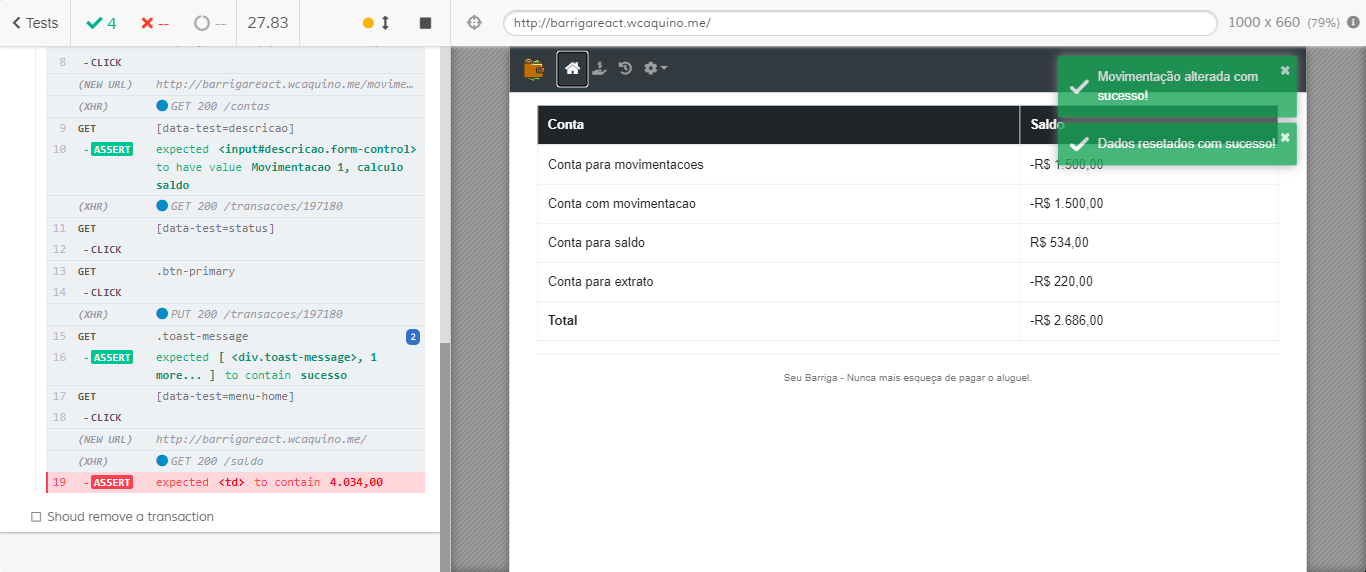 Tests
4
--
--
27.83
http://barrigareact.wcaquino.me/
1000 x 660 (79%)
8 -CLICK
(NEW URL) http://barrigareact.wcaquino.me/movime…
(XHR) GET 200 /contas
9 GET [data-test=descricao]
10 -ASSERT expected <input#descricao.form-control>
to have value Movimentacao 1, calculo
saldo
(XHR) GET 200 /transacoes/197180
11 GET [data-test=status]
12 -CLICK
13 GET .btn-primary
14 -CLICK
(XHR) PUT 200 /transacoes/197180
15 GET .toast-message 2
16 -ASSERT expected [ <div.toast-message>, 1
more... ] to contain sucesso
17 GET [data-test=menu-home]
18 -CLICK
(NEW URL) http://barrigareact.wcaquino.me/
(XHR) GET 200 /saldo
19 -ASSERT expected <td> to contain 4.034,00
Shoud remove a transaction
Movimentação alterada com
sucesso!
Dados resetados com sucesso!
Conta Saldo
Conta para movimentacoes -R$ 1.500,00
Conta com movimentacao -R$ 1.500,00
Conta para saldo R$ 534,00
Conta para extrato -R$ 220,00
Total -R$ 2.686,00
Seu Barriga - Nunca mais esqueça de pagar o aluguel.